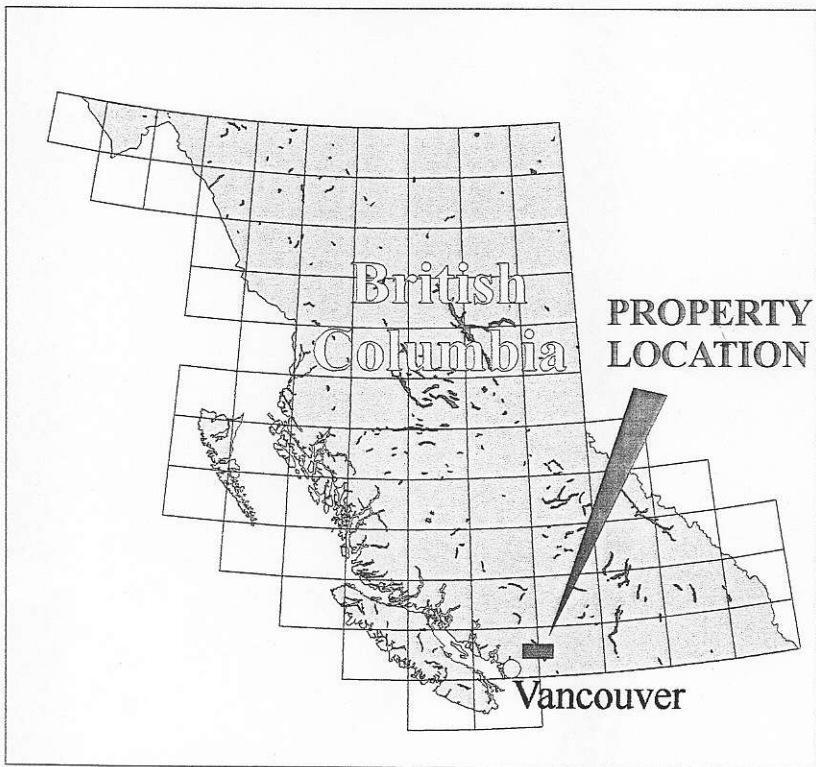 British
Columbia
PROPERTY
LOCATION
Vancouver